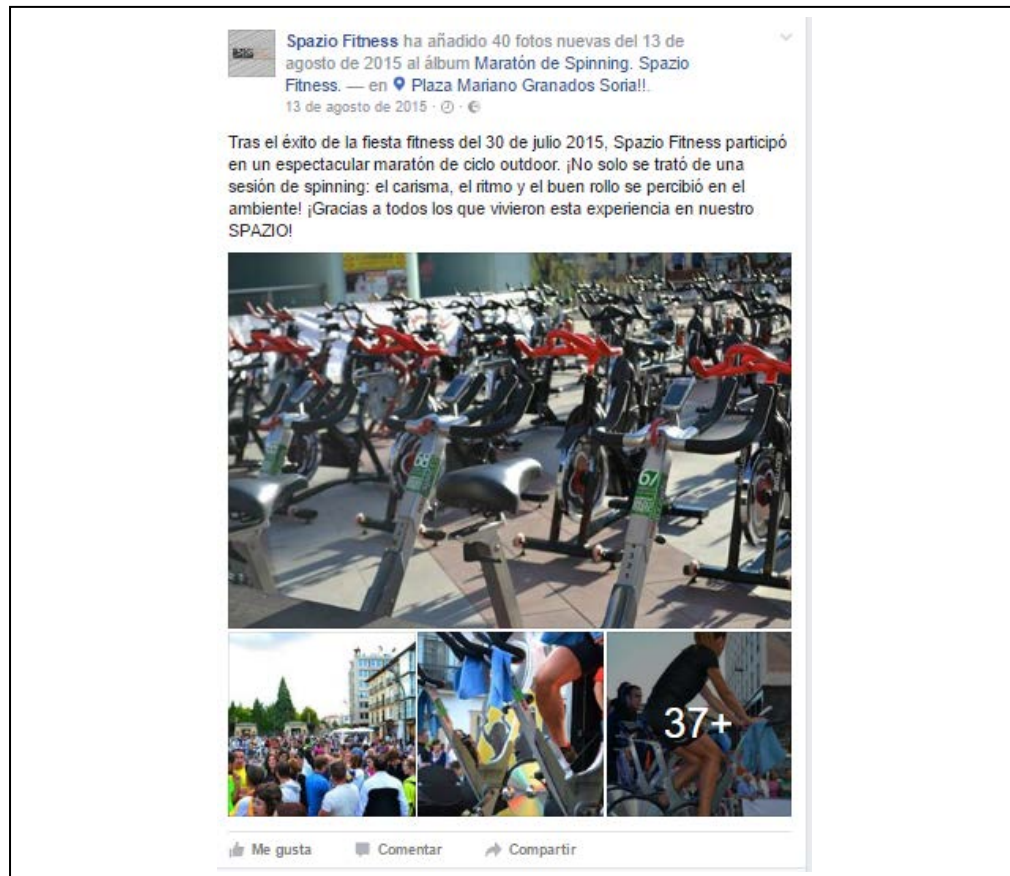 Spazio Fitness ha añadido 40 fotos nuevas del 13 de
agosto de 2015 al álbum Maratón de Spinning. Spazio
Fitness. — en Plaza Mariano Granados Soria!!.
13 de agosto de 2015
Tras el éxito de la fiesta fitness del 30 de julio 2015, Spazio Fitness participó
en un espectacular maratón de ciclo outdoor. ¡No solo se trató de una
sesión de spinning: el carisma, el ritmo y el buen rollo se percibió en el
ambiente! ¡Gracias a todos los que vivieron esta experiencia en nuestro
SPAZIO!
68
67
37+
Me gusta Comentar Compartir